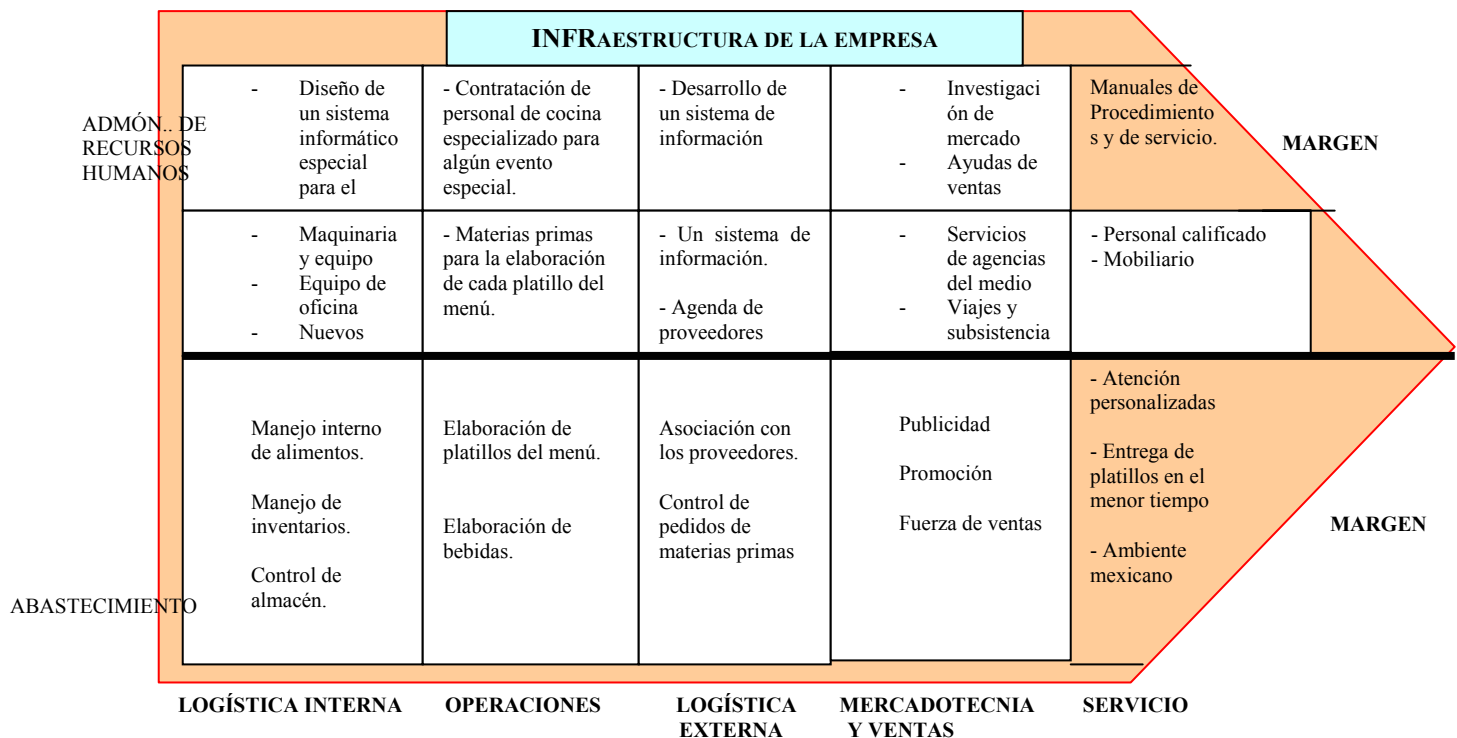 INFRAESTRUCTURA DE LA EMPRESA
ADMÓN.. DE
RECURSOS
HUMANOS
- Diseño de
un sistema
informático
especial
para el
- Contratación de
personal de cocina
especializado para
algún evento
especial.
- Desarrollo de
un sistema de
información
- Investigaci
ón de
mercado
- Ayudas de
ventas
Manuales de
Procedimiento
s y de servicio.
MARGEN
- Maquinaria
y equipo
- Equipo de
oficina
- Nuevos
- Materias primas
para la elaboración
de cada platillo del
menú.
- Un sistema de
información.
- Agenda de
proveedores
- Servicios
de agencias
del medio
- Viajes y
subsistencia
- Personal calificado
- Mobiliario
ABASTECIMIENTO
Manejo interno
de alimentos.
Manejo de
inventarios.
Control de
almacén.
Elaboración de
platillos del menú.
Elaboración de
bebidas.
Asociación con
los proveedores.
Control de
pedidos de
materias primas
Publicidad
Promoción
Fuerza de ventas
- Atención
personalizadas
- Entrega de
platillos en el
menor tiempo
- Ambiente
mexicano
MARGEN
LOGÍSTICA INTERNA
OPERACIONES
LOGÍSTICA
EXTERNA
MERCADOTECNIA
Y VENTAS
SERVICIO